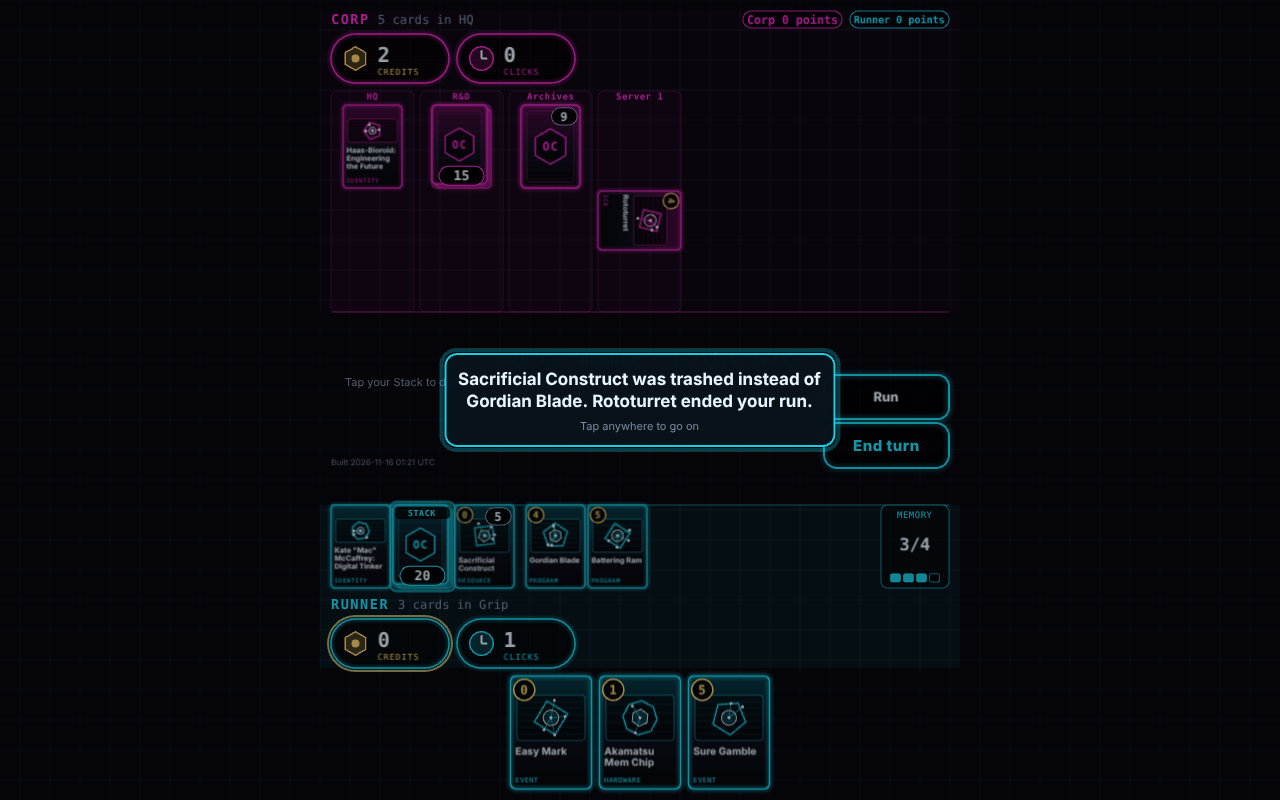 CORP 5 cards in HQ
Corp 0 points
Runner 0 points
2
CREDITS
0
CLICKS
HQ
R&D
Archives
Server 1
Haas-Bioroid:
Engineering
the Future
IDENTITY
OC
15
9
OC
ICE
Rototurret
4
Tap your Stack to d
Sacrificial Construct was trashed instead of
Gordian Blade. Rototurret ended your run.
Tap anywhere to go on
Run
End turn
Built 2026-11-16 01:21 UTC
Kate "Mac"
McCaffrey:
Digital Tinker
IDENTITY
STACK
OC
20
0
5
Sacrificial
Construct
RESOURCE
4
Gordian Blade
PROGRAM
5
Battering Ram
PROGRAM
MEMORY
3/4
RUNNER 3 cards in Grip
0
CREDITS
1
CLICKS
0
Easy Mark
EVENT
1
Akamatsu
Mem Chip
HARDWARE
5
Sure Gamble
EVENT